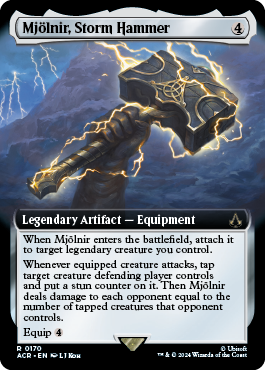 Mjölnir, Storm Hammer 4
Legendary Artifact — Equipment
When Mjölnir enters the battlefield, attach it
to target legendary creature you control.
Whenever equipped creature attacks, tap
target creature defending player controls
and put a stun counter on it. Then Mjölnir
deals damage to each opponent equal to the
number of tapped creatures that opponent
controls.
Equip 4
R 0170
ACR • EN
© Ubisoft
™ & © 2024 Wizards of the Coast